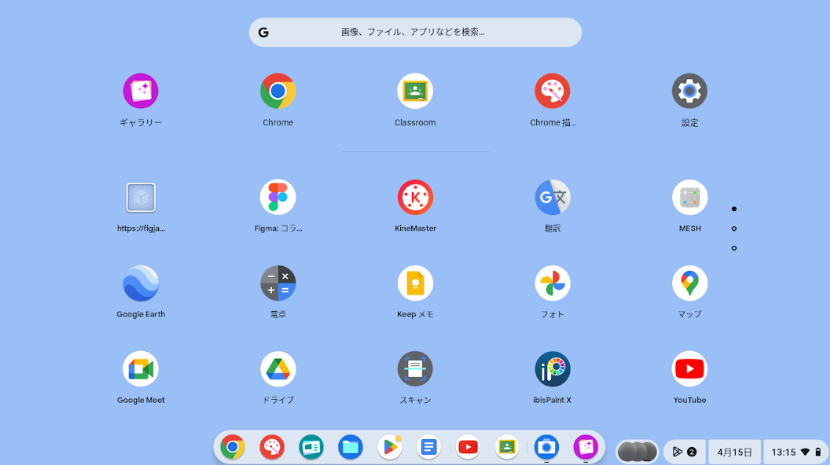 画像、ファイル、アプリなどを検索...
ギャラリー
Chrome
Classroom
Chrome 描...
設定
https://figja...
Figma: コラ...
KineMaster
翻訳
MESH
Google Earth
電卓
Keep メモ
フォト
マップ
Google Meet
ドライブ
スキャン
ibisPaint X
YouTube
2
4月15日
13:15